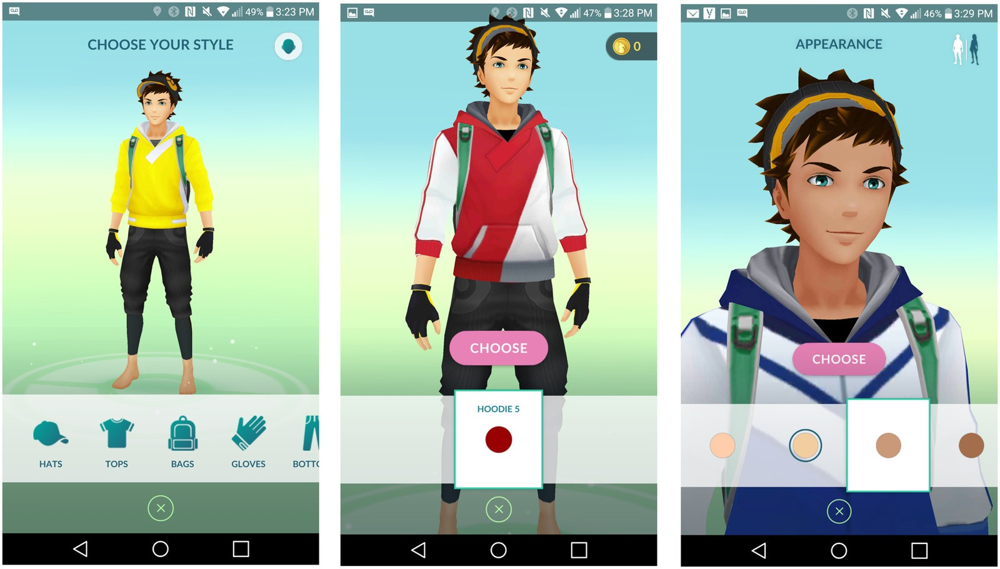 49% 3:23 PM
CHOOSE YOUR STYLE
HATS TOPS BAGS GLOVES BOTTO
47% 3:28 PM
0
CHOOSE
HOODIE 5
46% 3:29 PM
APPEARANCE
CHOOSE